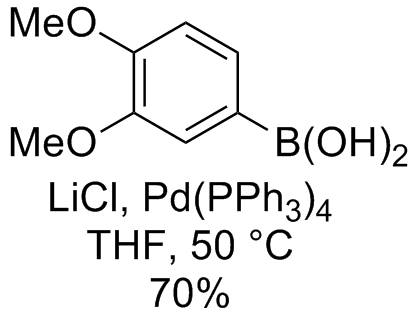 MeO
MeO
B(OH)₂
LiCl, Pd(PPh₃)₄
THF, 50 °C
70%